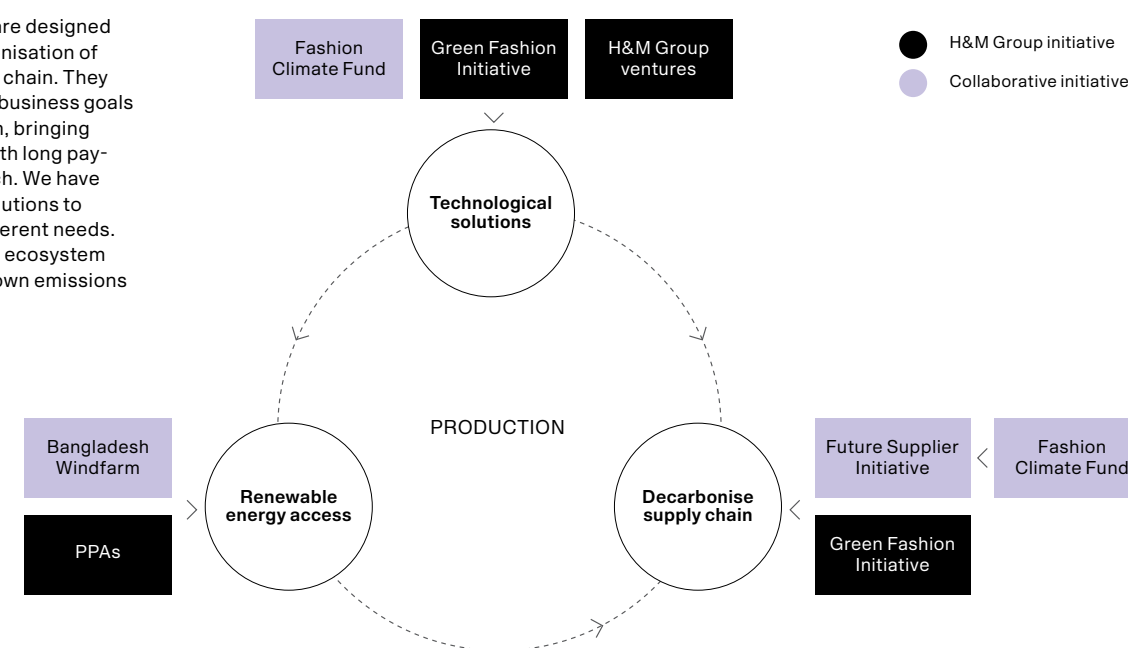 are designed
nisation of
chain. They
business goals
, bringing
th long pay-
ch. We have
utions to
erent needs.
ecosystem
own emissions
Fashion
Climate Fund
Green Fashion
Initiative
H&M Group
ventures
H&M Group initiative
Collaborative initiative
Technological
solutions
PRODUCTION
Bangladesh
Windfarm
PPAs
Renewable
energy access
Decarbonise
supply chain
Future Supplier
Initiative
Fashion
Climate Fund
Green Fashion
Initiative